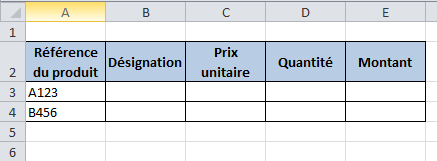 A B C D E
1
2 Référence du produit Désignation Prix unitaire Quantité Montant
3 A123
4 B456
5
6